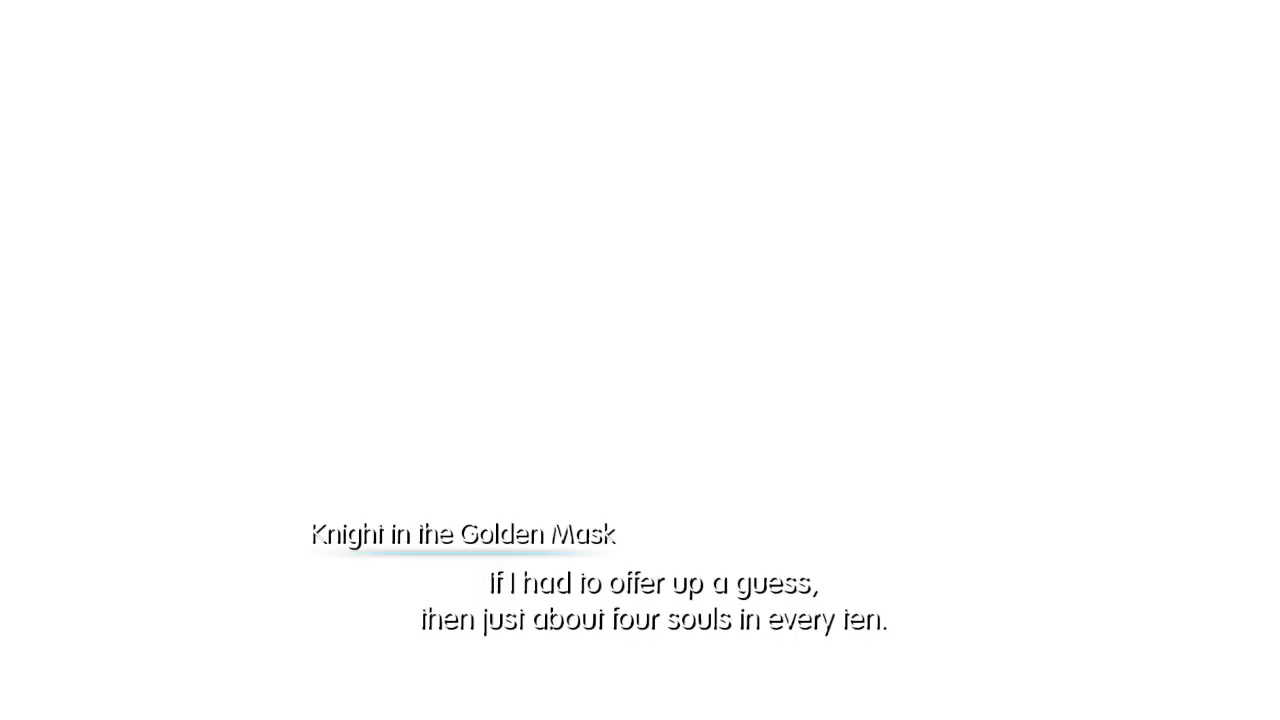 Knight in the Golden Mask
If I had to offer up a guess,
then just about four souls in every ten.